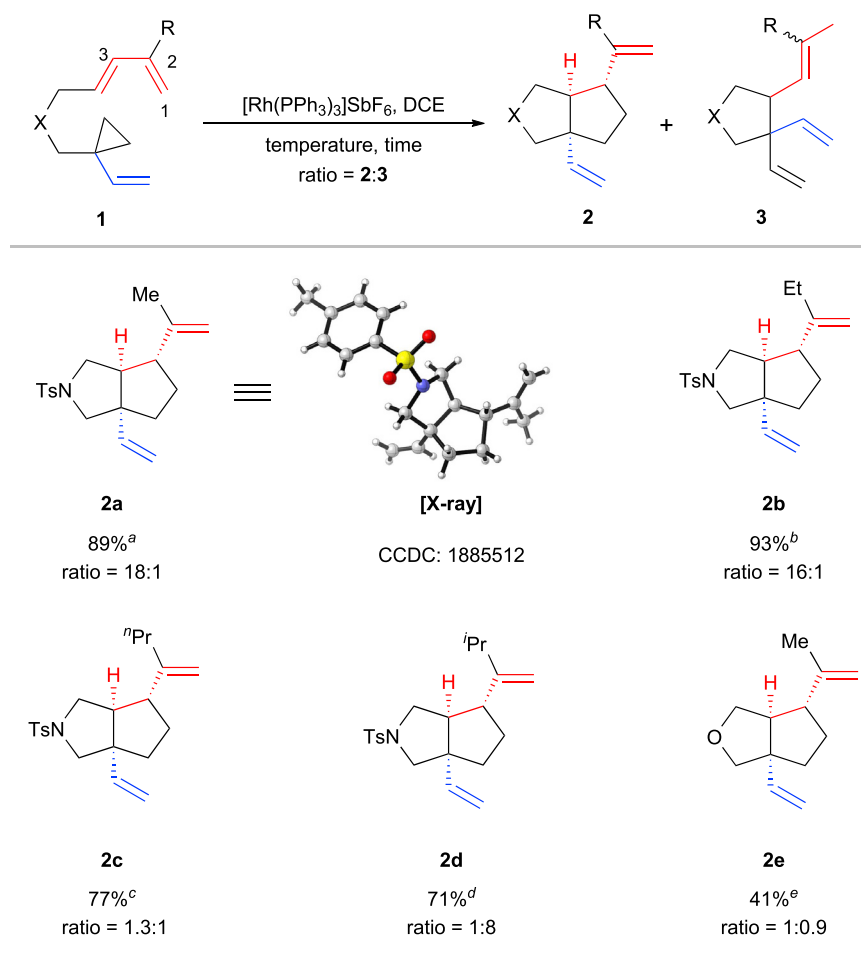 R
3
2
1
X
1
[Rh(PPh3)3]SbF6, DCE
temperature, time
ratio = 2:3
R
H
X
2
+
R
X
3
Me
H
TsN
2a
89%a
ratio = 18:1
[X-ray]
CCDC: 1885512
Et
H
TsN
2b
93%b
ratio = 16:1
nPr
H
TsN
2c
77%c
ratio = 1.3:1
iPr
H
TsN
2d
71%d
ratio = 1:8
Me
H
O
2e
41%e
ratio = 1:0.9